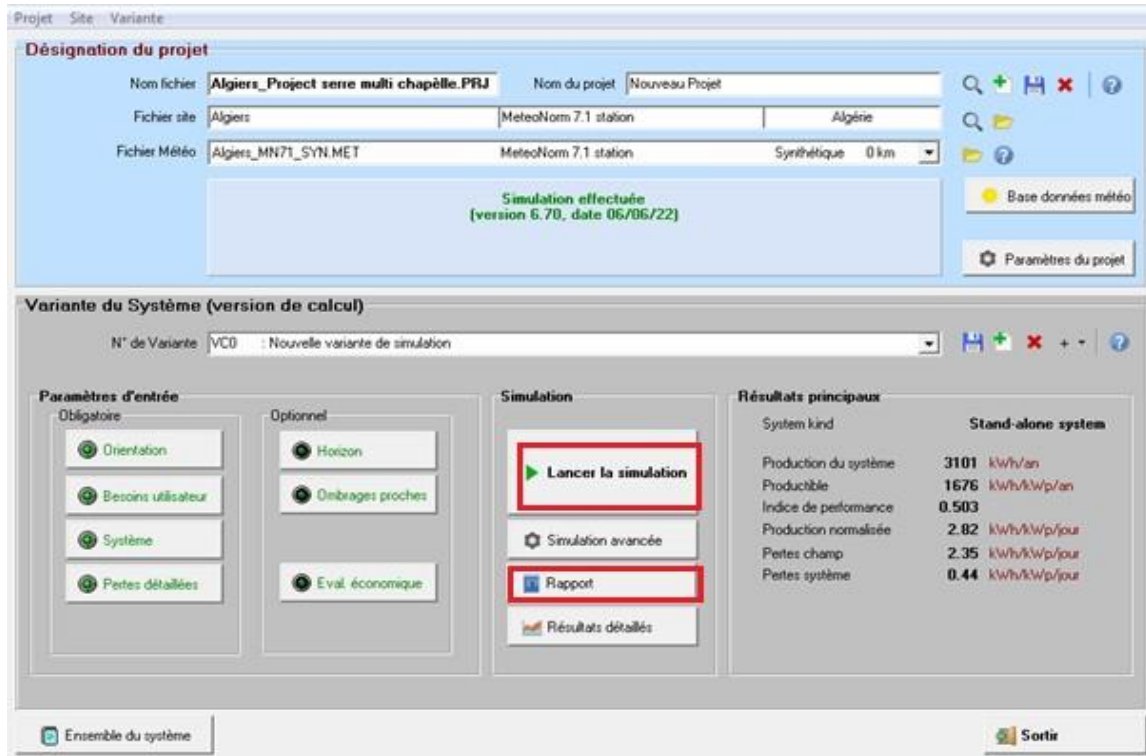 Projet Site Variante
Désignation du projet
Nom fichier Algiers_Project serre multi chapèlle.PRJ Nom du projet Nouveau Projet
Fichier site Algiers MeteoNorm 7.1 station Algérie
Fichier Météo Algiers_MN71_SYN.MET MeteoNorm 7.1 station Synthétique 0 km
Simulation effectuée
(version 6.70, date 06/06/22)
Base données météo
Paramètres du projet
Variante du Système (version de calcul)
N° de Variante VC0 : Nouvelle variante de simulation
Paramètres d'entrée
Obligatoire
Orientation
Besoins utilisateur
Système
Pertes détaillées
Optionnel
Horizon
Ombrages proches
Eval. économique
Simulation
Lancer la simulation
Simulation avancée
Rapport
Résultats détaillés
Résultats principaux
System kind Stand-alone system
Production du système 3101 kWh/an
Productible 1676 kWh/kWp/an
Indice de performance 0.503
Production normalisée 2.82 kWh/kWp/jour
Pertes champ 2.35 kWh/kWp/jour
Pertes système 0.44 kWh/kWp/jour
Ensemble du système
Sortir